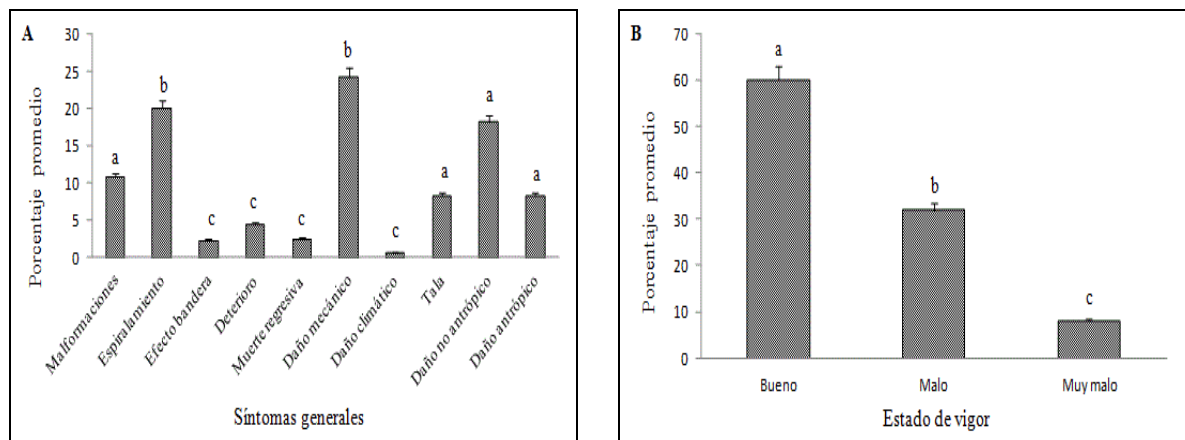 A
30
25
20
15
10
5
0
Porcentaje promedio
a
b
c
c
c
b
c
a
a
a
Malformaciones
Espiralamiento
Efecto bandera
Deterioro
Muerte regresiva
Daño mecánico
Daño climático
Tala
Daño no antrópico
Daño antrópico
Síntomas generales
B
70
60
50
40
30
20
10
0
Porcentaje promedio
a
b
c
Bueno
Malo
Muy malo
Estado de vigor